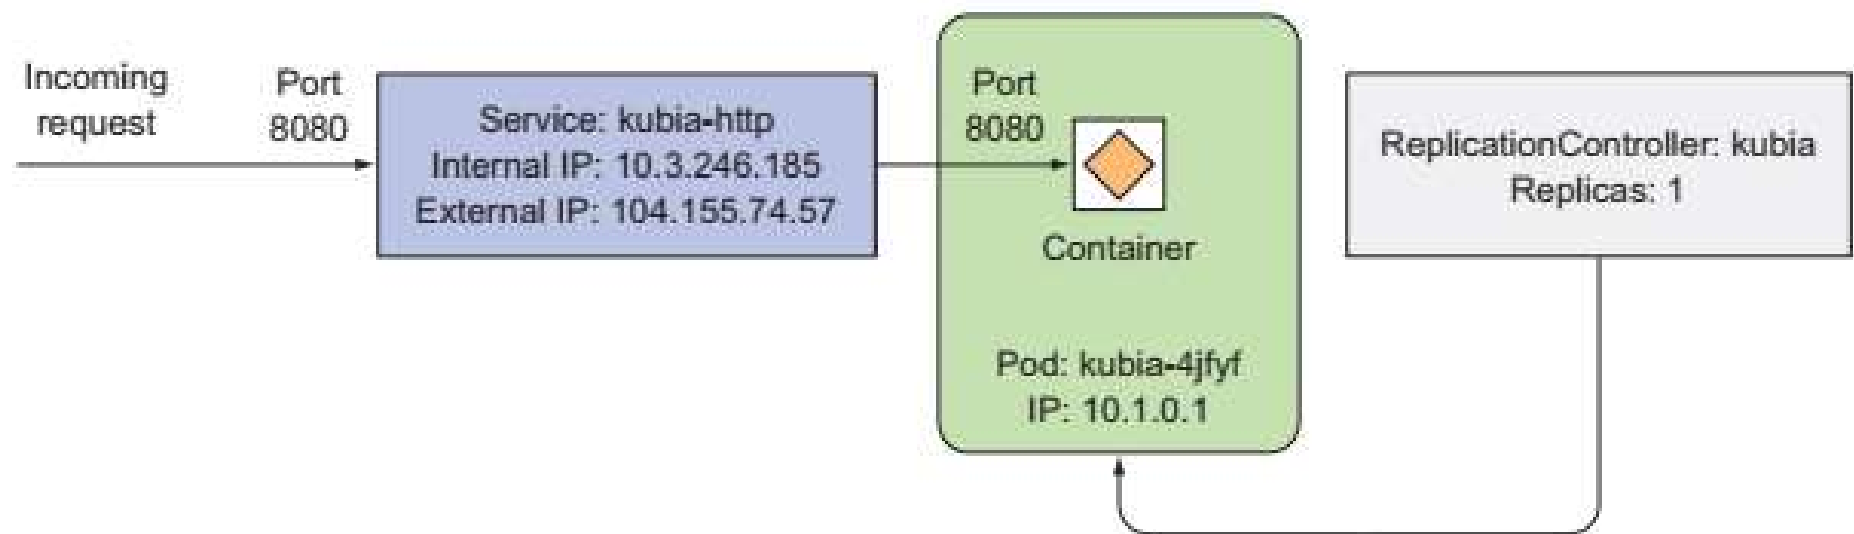 Incoming
request
Port
8080
Service: kubia-http
Internal IP: 10.3.246.185
External IP: 104.155.74.57
Port
8080
Container
Pod: kubia-4jfyf
IP: 10.1.0.1
ReplicationController: kubia
Replicas: 1